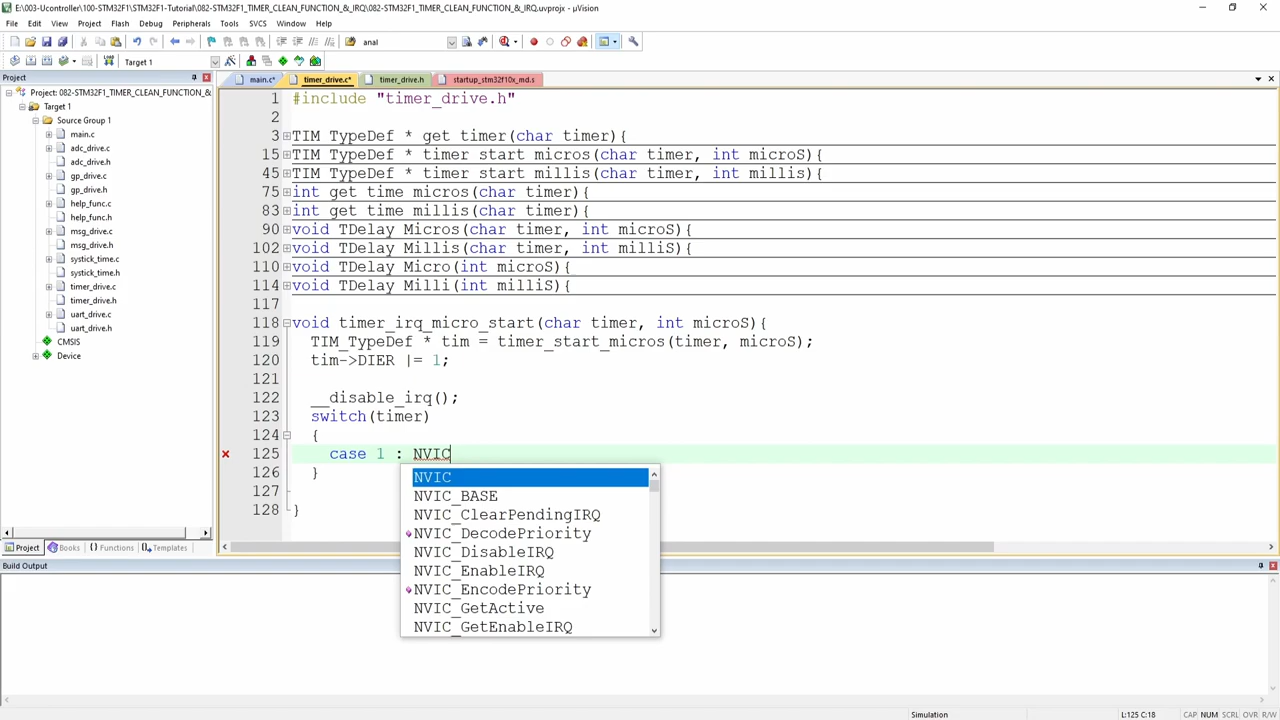 E:\003-Ucontroller\100-STM32F1\STM32F1-Tutorial\082-STM32F1_TIMER_CLEAN_FUNCTION_&_IRQ\082-STM32F1_TIMER_CLEAN_FUNCTION_&_IRQ.uvprojx - µVision
File Edit View Project Flash Debug Peripherals Tools SVCS Window Help
anal
Target 1
Project
main.c* timer_drive.c* timer_drive.h startup_stm32f10x_md.s
Project: 082-STM32F1_TIMER_CLEAN_FUNCTION_&
Target 1
Source Group 1
main.c
adc_drive.c
adc_drive.h
gp_drive.c
gp_drive.h
help_func.c
help_func.h
msg_drive.c
msg_drive.h
systick_time.c
systick_time.h
timer_drive.c
timer_drive.h
uart_drive.c
uart_drive.h
CMSIS
Device
1 #include "timer_drive.h"
2
3 TIM_TypeDef * get_timer(char timer){
15 TIM_TypeDef * timer_start_micros(char timer, int microS){
45 TIM_TypeDef * timer_start_millis(char timer, int millis){
75 int get_time_micros(char timer){
83 int get_time_millis(char timer){
90 void TDelay_Micros(char timer, int microS){
102 void TDelay_Millis(char timer, int milliS){
110 void TDelay_Micro(int microS){
114 void TDelay_Milli(int milliS){
117
118 void timer_irq_micro_start(char timer, int microS){
119 TIM_TypeDef * tim = timer_start_micros(timer, microS);
120 tim->DIER |= 1;
121
122 __disable_irq();
123 switch(timer)
124 {
125 case 1 : NVIC
126 }
127
128 }
NVIC
NVIC_BASE
NVIC_ClearPendingIRQ
NVIC_DecodePriority
NVIC_DisableIRQ
NVIC_EnableIRQ
NVIC_EncodePriority
NVIC_GetActive
NVIC_GetEnableIRQ
Project Books {} Functions Templates
Build Output
Simulation L:125 C:18 CAP NUM SCRL OVR R/W